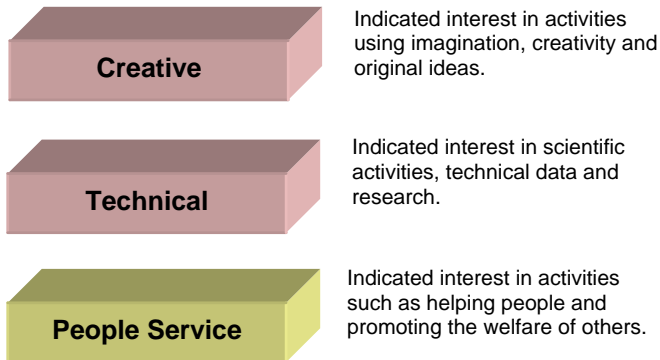 Creative
Indicated interest in activities
using imagination, creativity and
original ideas.
Technical
Indicated interest in scientific
activities, technical data and
research.
People Service
Indicated interest in activities
such as helping people and
promoting the welfare of others.